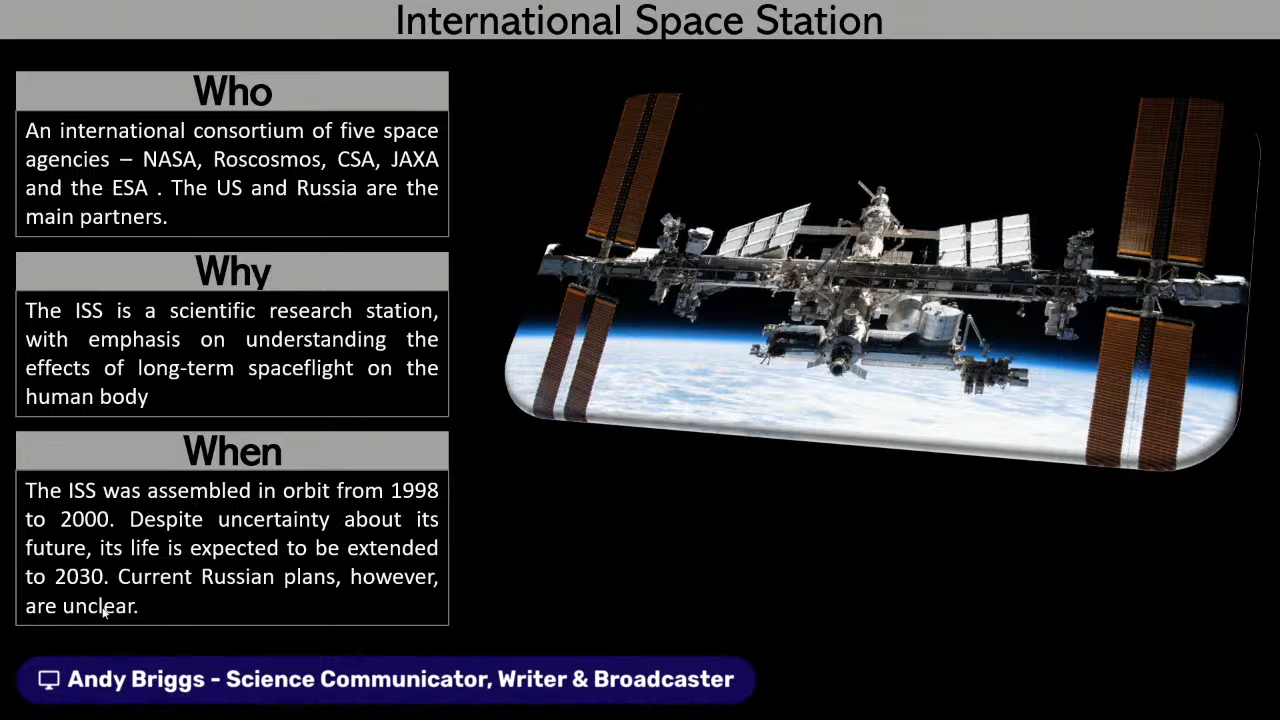 International Space Station
Who
An international consortium of five space
agencies – NASA, Roscosmos, CSA, JAXA
and the ESA . The US and Russia are the
main partners.
Why
The ISS is a scientific research station,
with emphasis on understanding the
effects of long-term spaceflight on the
human body
When
The ISS was assembled in orbit from 1998
to 2000. Despite uncertainty about its
future, its life is expected to be extended
to 2030. Current Russian plans, however,
are unclear.
Andy Briggs - Science Communicator, Writer & Broadcaster